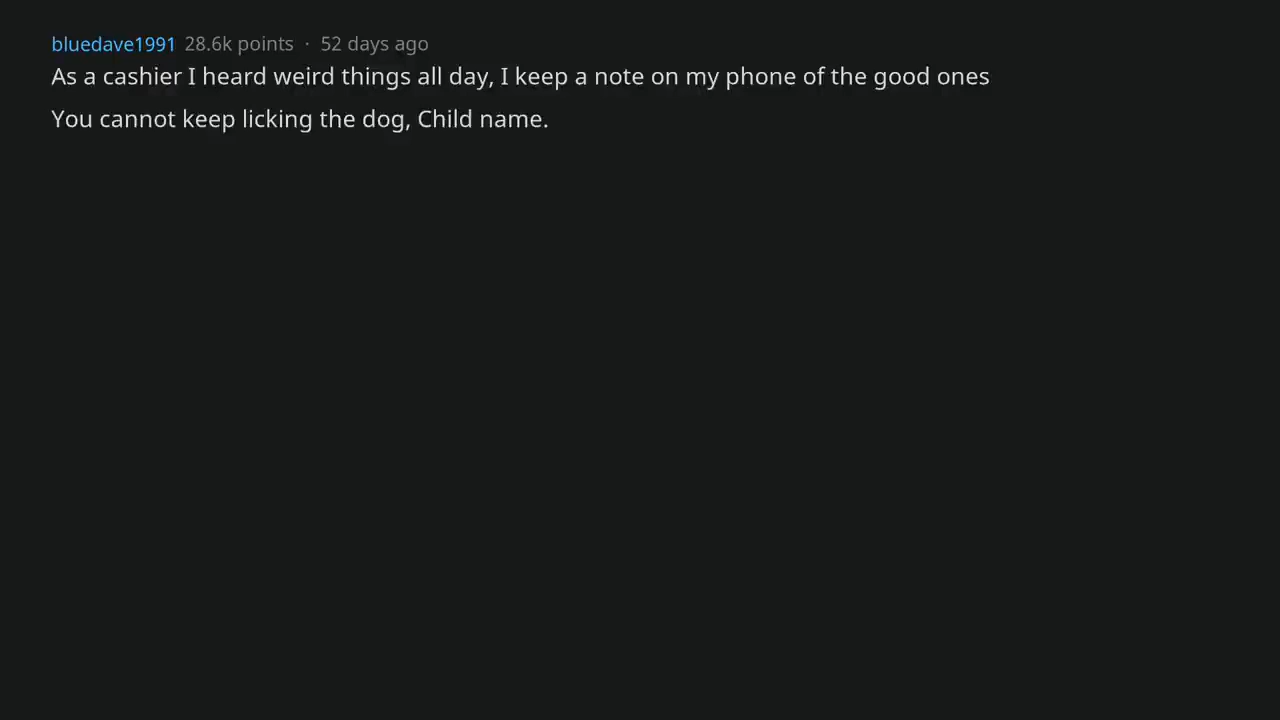 bluedave1991 28.6k points · 52 days ago
As a cashier I heard weird things all day, I keep a note on my phone of the good ones
You cannot keep licking the dog, Child name.